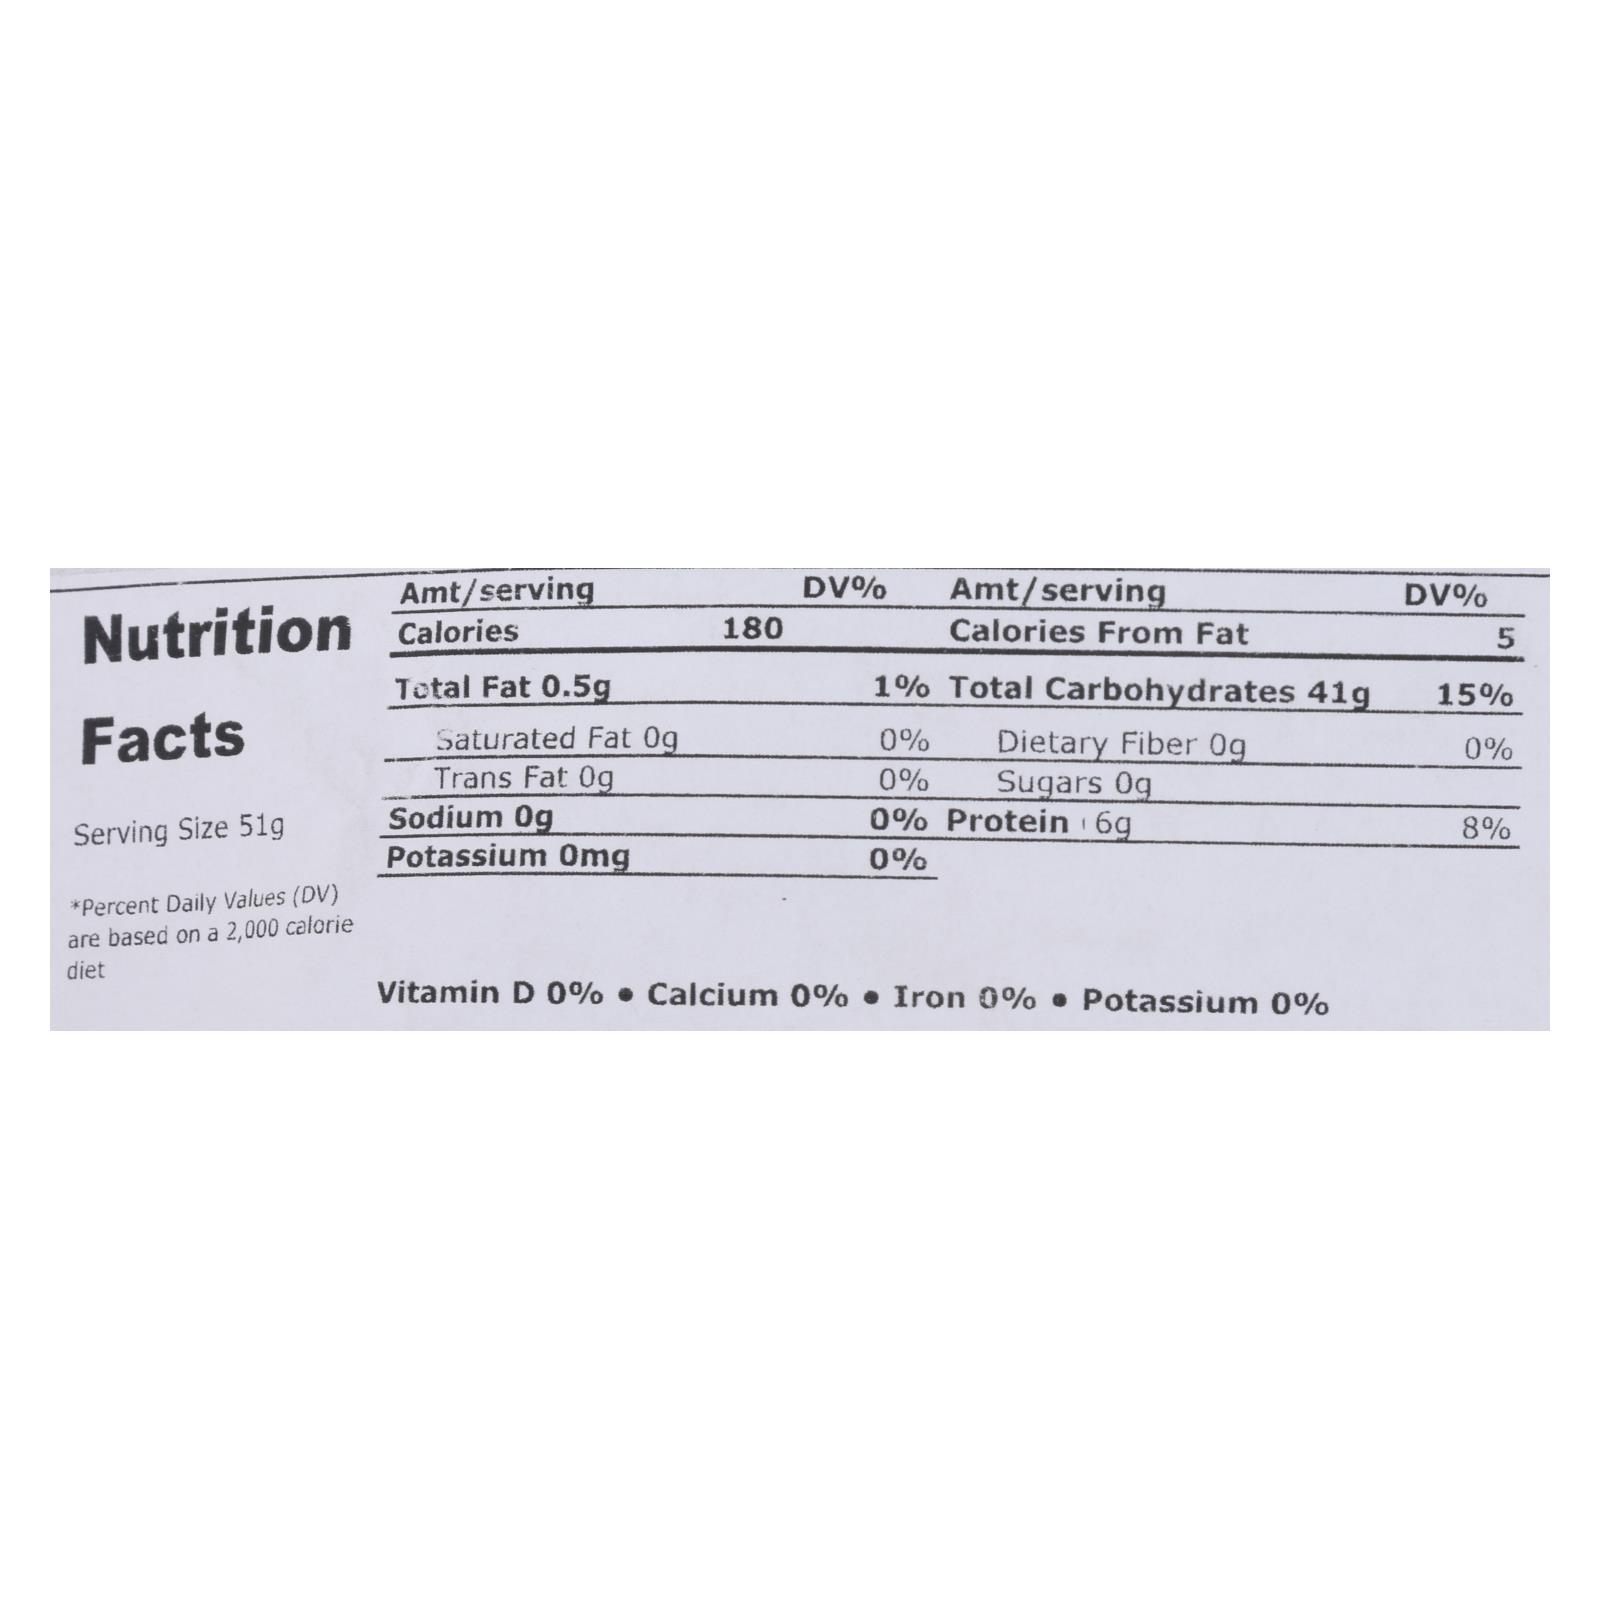 Nutrition
Facts
Serving Size 51g
*Percent Daily Values (DV)
are based on a 2,000 calorie
diet
Amt/serving DV% Amt/serving DV%
Calories 180 Calories From Fat 5
Total Fat 0.5g 1% Total Carbohydrates 41g 15%
Saturated Fat 0g 0% Dietary Fiber 0g 0%
Trans Fat 0g 0% Sugars 0g
Sodium 0g 0% Protein 6g 8%
Potassium 0mg 0%
Vitamin D 0% • Calcium 0% • Iron 0% • Potassium 0%